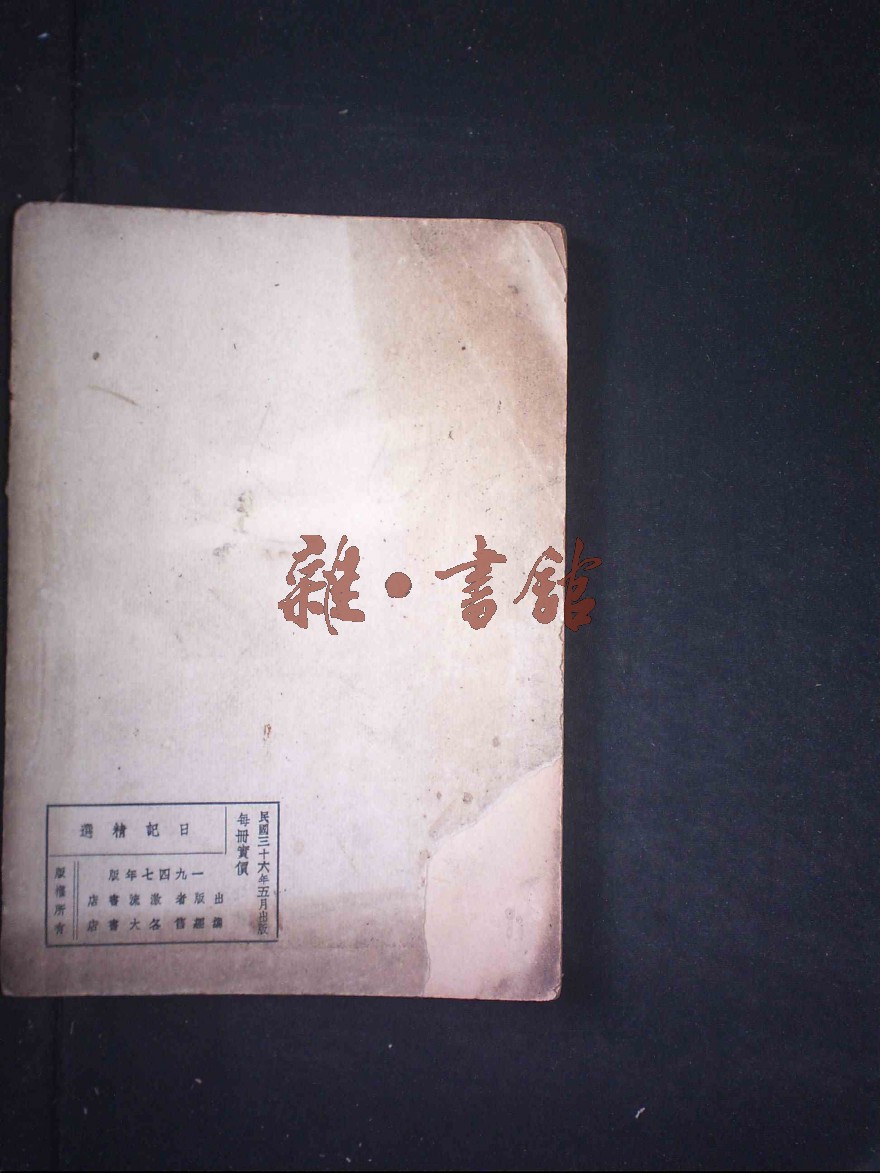 雜·書館
民國三十六年五月出版
每冊實價
日記精選
一九四七年版
出版者激流書店
經售各大書店
版權所有